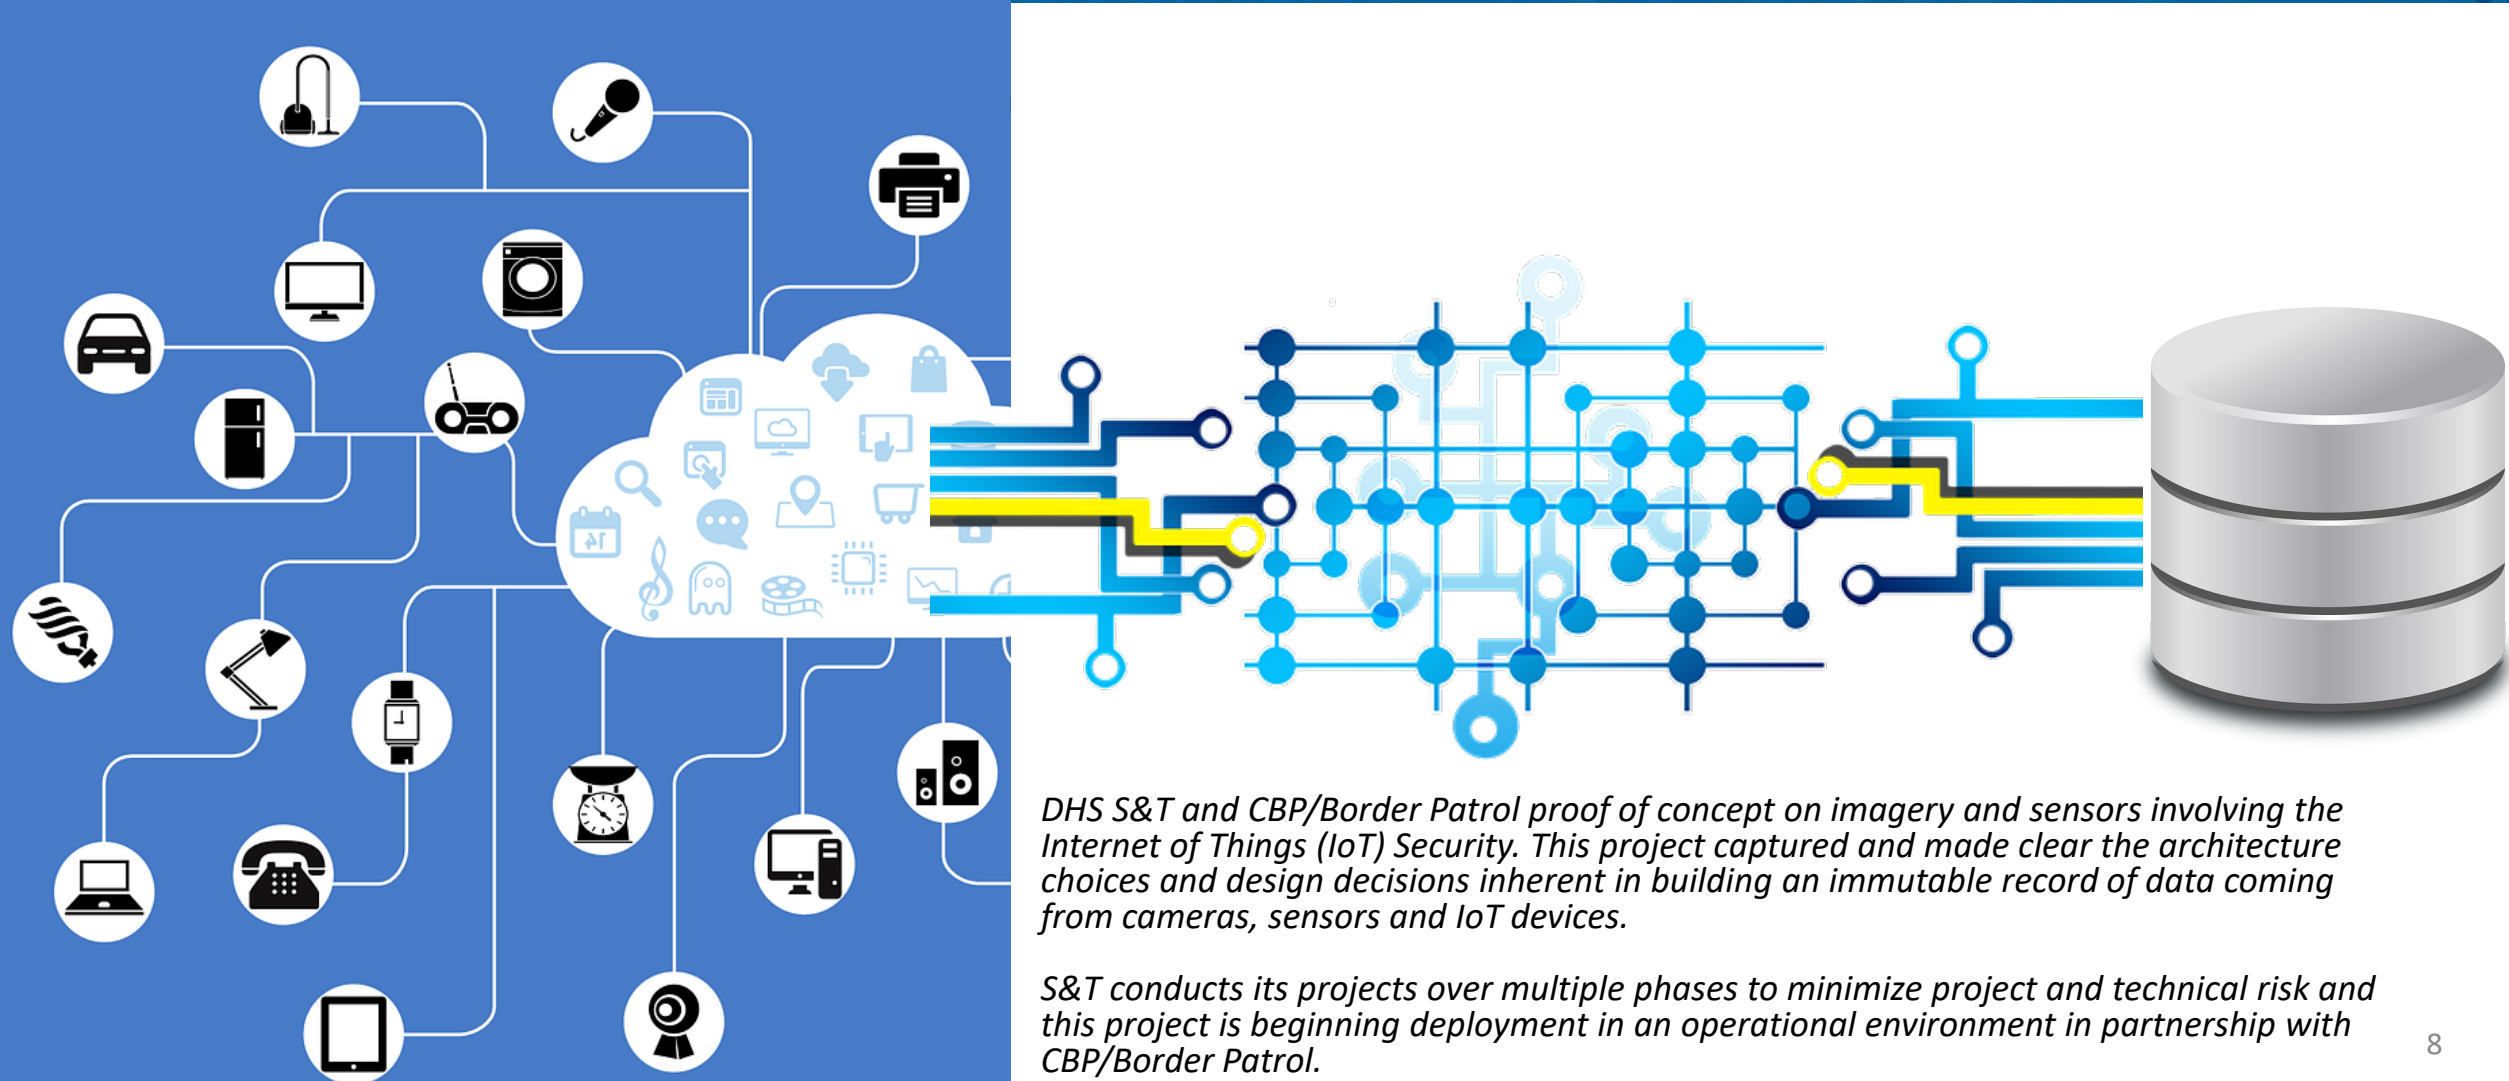 14
DHS S&T and CBP/Border Patrol proof of concept on imagery and sensors involving the
Internet of Things (IoT) Security. This project captured and made clear the architecture
choices and design decisions inherent in building an immutable record of data coming
from cameras, sensors and IoT devices.
S&T conducts its projects over multiple phases to minimize project and technical risk and
this project is beginning deployment in an operational environment in partnership with
CBP/Border Patrol.
8